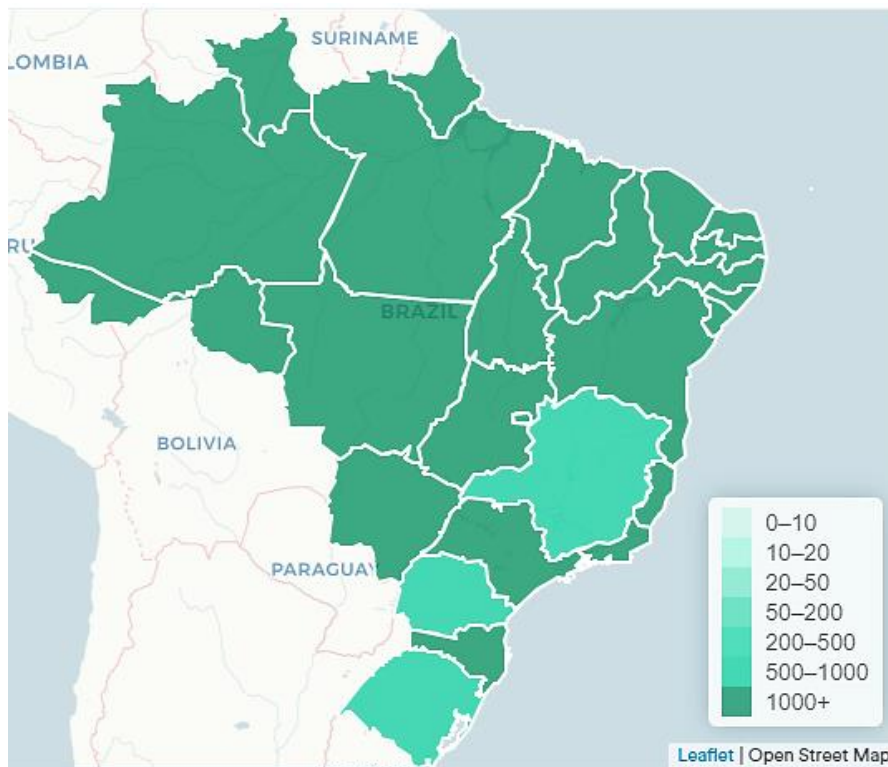 SURINAME
LOMBIA
RU
BRAZIL
BOLIVIA
PARAGUAY
0–10
10–20
20–50
50–200
200–500
500–1000
1000+
Leaflet | Open Street Map